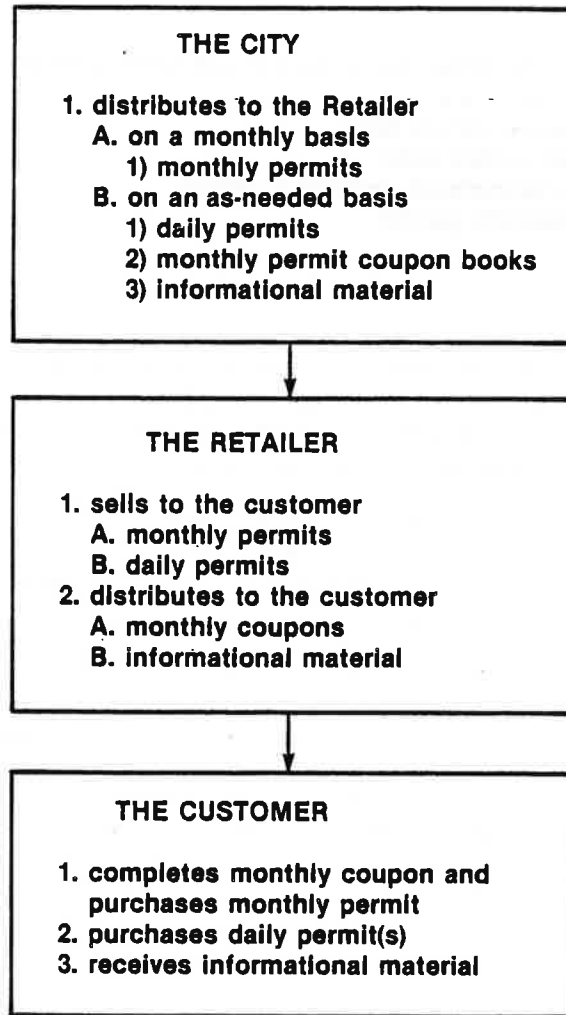 THE CITY
1. distributes to the Retailer
A. on a monthly basis
1) monthly permits
B. on an as-needed basis
1) daily permits
2) monthly permit coupon books
3) informational material
THE RETAILER
1. sells to the customer
A. monthly permits
B. daily permits
2. distributes to the customer
A. monthly coupons
B. informational material
THE CUSTOMER
1. completes monthly coupon and
purchases monthly permit
2. purchases daily permit(s)
3. receives informational material